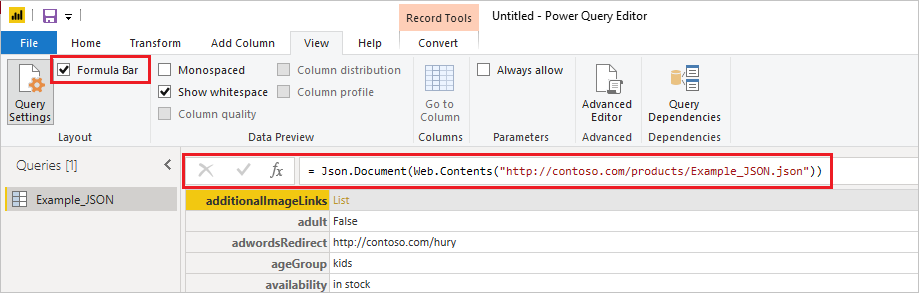 Record Tools
Untitled - Power Query Editor
File Home Transform Add Column View Help Convert
Query Settings
Formula Bar
Layout
Monospaced
Show whitespace
Column quality
Column distribution
Column profile
Data Preview
Go to Column
Columns
Always allow
Parameters
Advanced Editor
Advanced
Query Dependencies
Dependencies
Queries [1]
fx = Json.Document(Web.Contents("http://contoso.com/products/Example_JSON.json"))
Example_JSON
additionalImageLinks List
adult False
adwordsRedirect http://contoso.com/hury
ageGroup kids
availability in stock